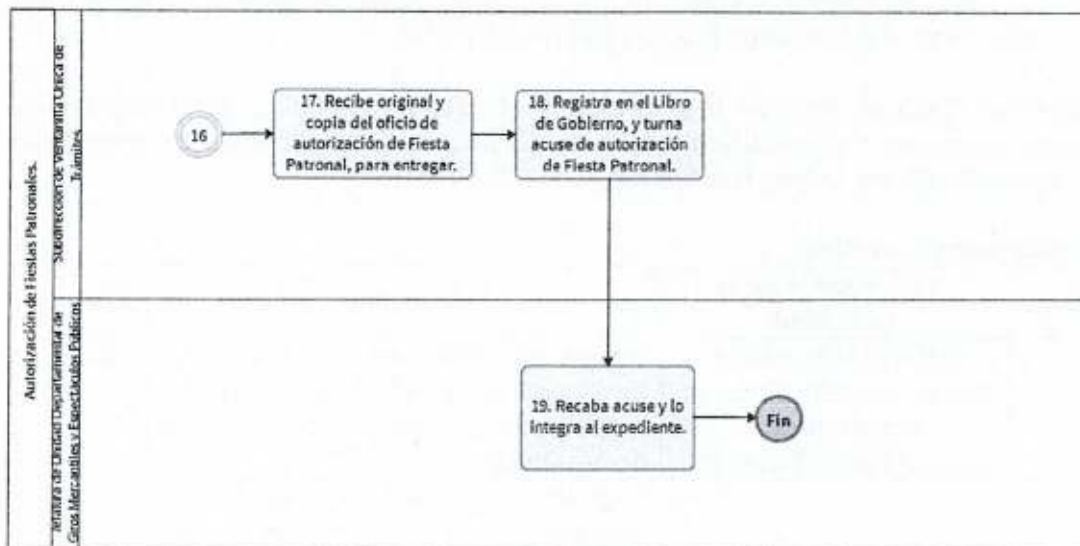 Autorización de Fiestas Patronales.
Subdirección de Ventanilla Única de
Trámites
16
17. Recibe original y
copia del oficio de
autorización de Fiesta
Patronal, para entregar.
18. Registra en el Libro
de Gobierno, y turna
acuse de autorización
de Fiesta Patronal.
Jefatura de Unidad Departamental de
Giros Mercantiles y Espectaculos Publicos
19. Recaba acuse y lo
integra al expediente.
Fin